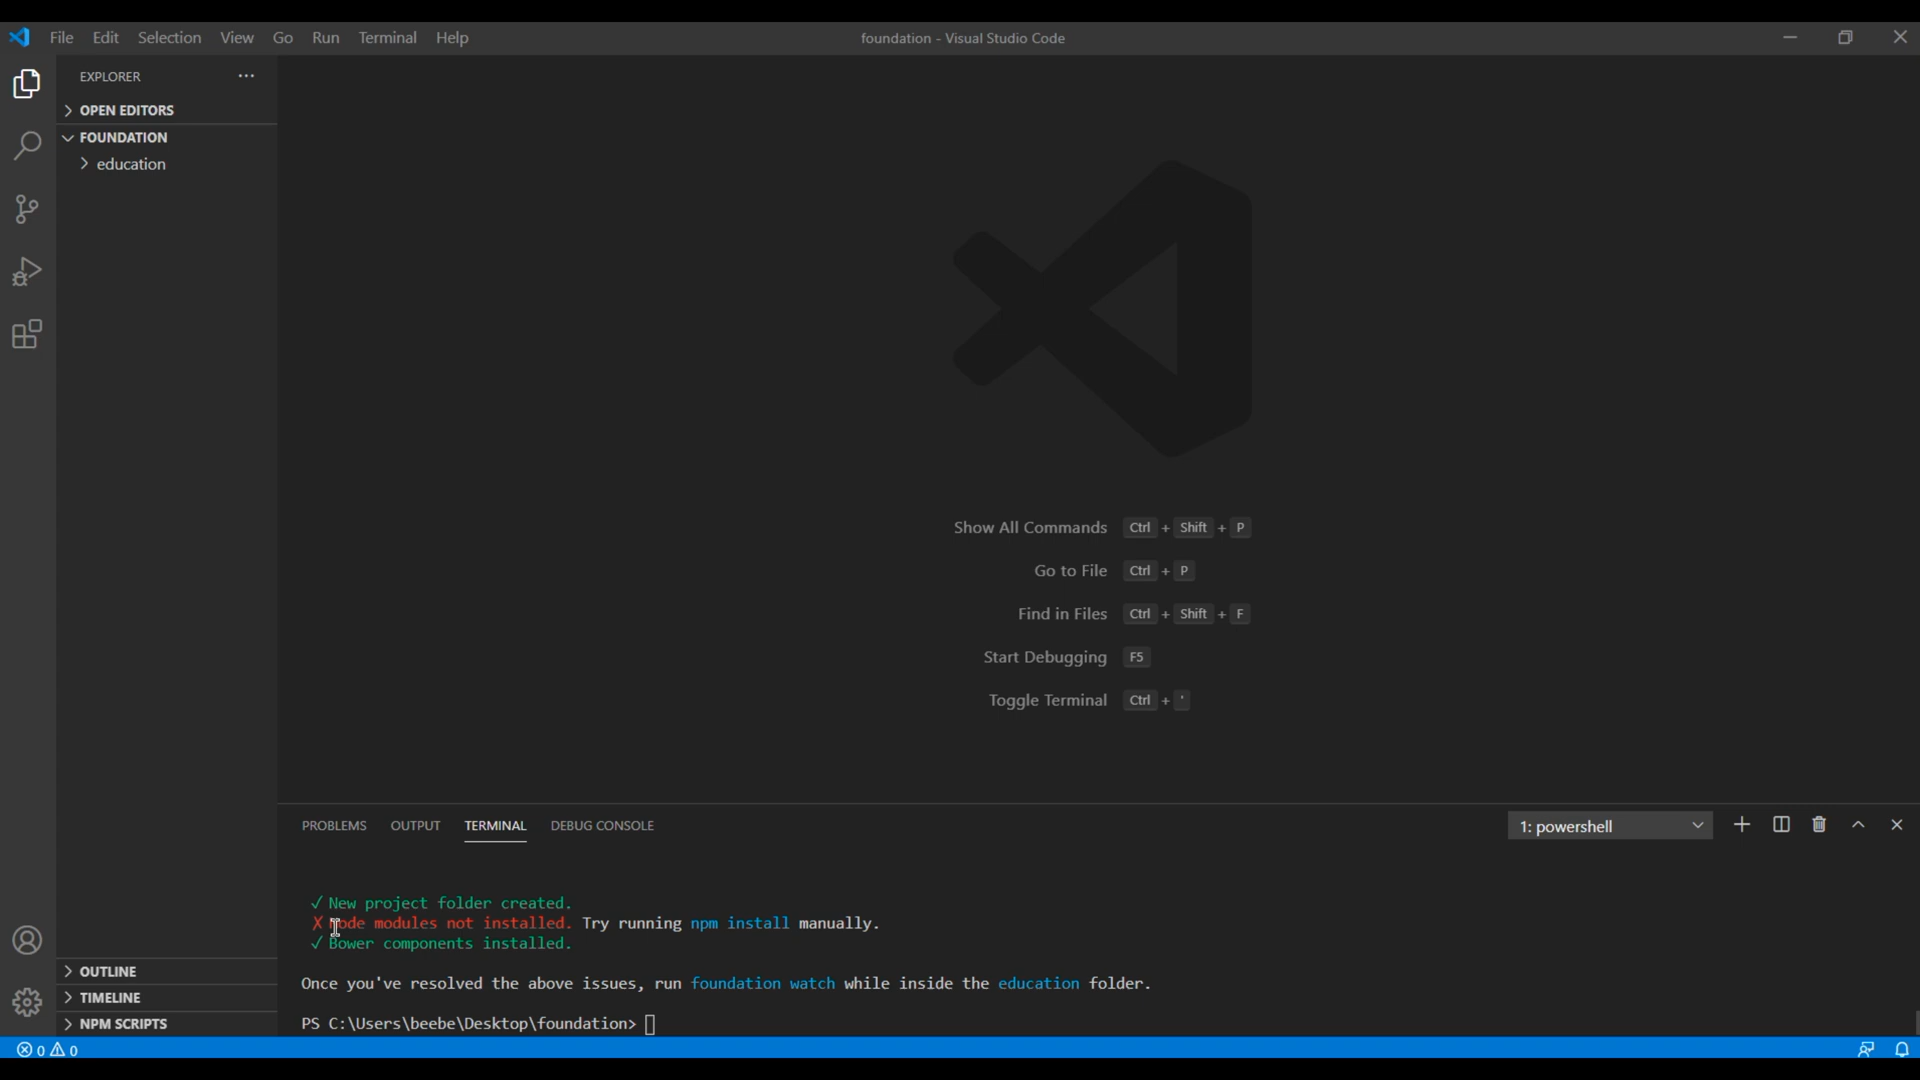 File Edit Selection View Go Run Terminal Help
foundation - Visual Studio Code
EXPLORER
OPEN EDITORS
FOUNDATION
education
Show All Commands Ctrl + Shift + P
Go to File Ctrl + P
Find in Files Ctrl + Shift + F
Start Debugging F5
Toggle Terminal Ctrl + '
PROBLEMS OUTPUT TERMINAL DEBUG CONSOLE
1: powershell
✓ New project folder created.
X Node modules not installed. Try running npm install manually.
✓ Bower components installed.
Once you've resolved the above issues, run foundation watch while inside the education folder.
PS C:\Users\beebe\Desktop\foundation>
OUTLINE
TIMELINE
NPM SCRIPTS
0 0